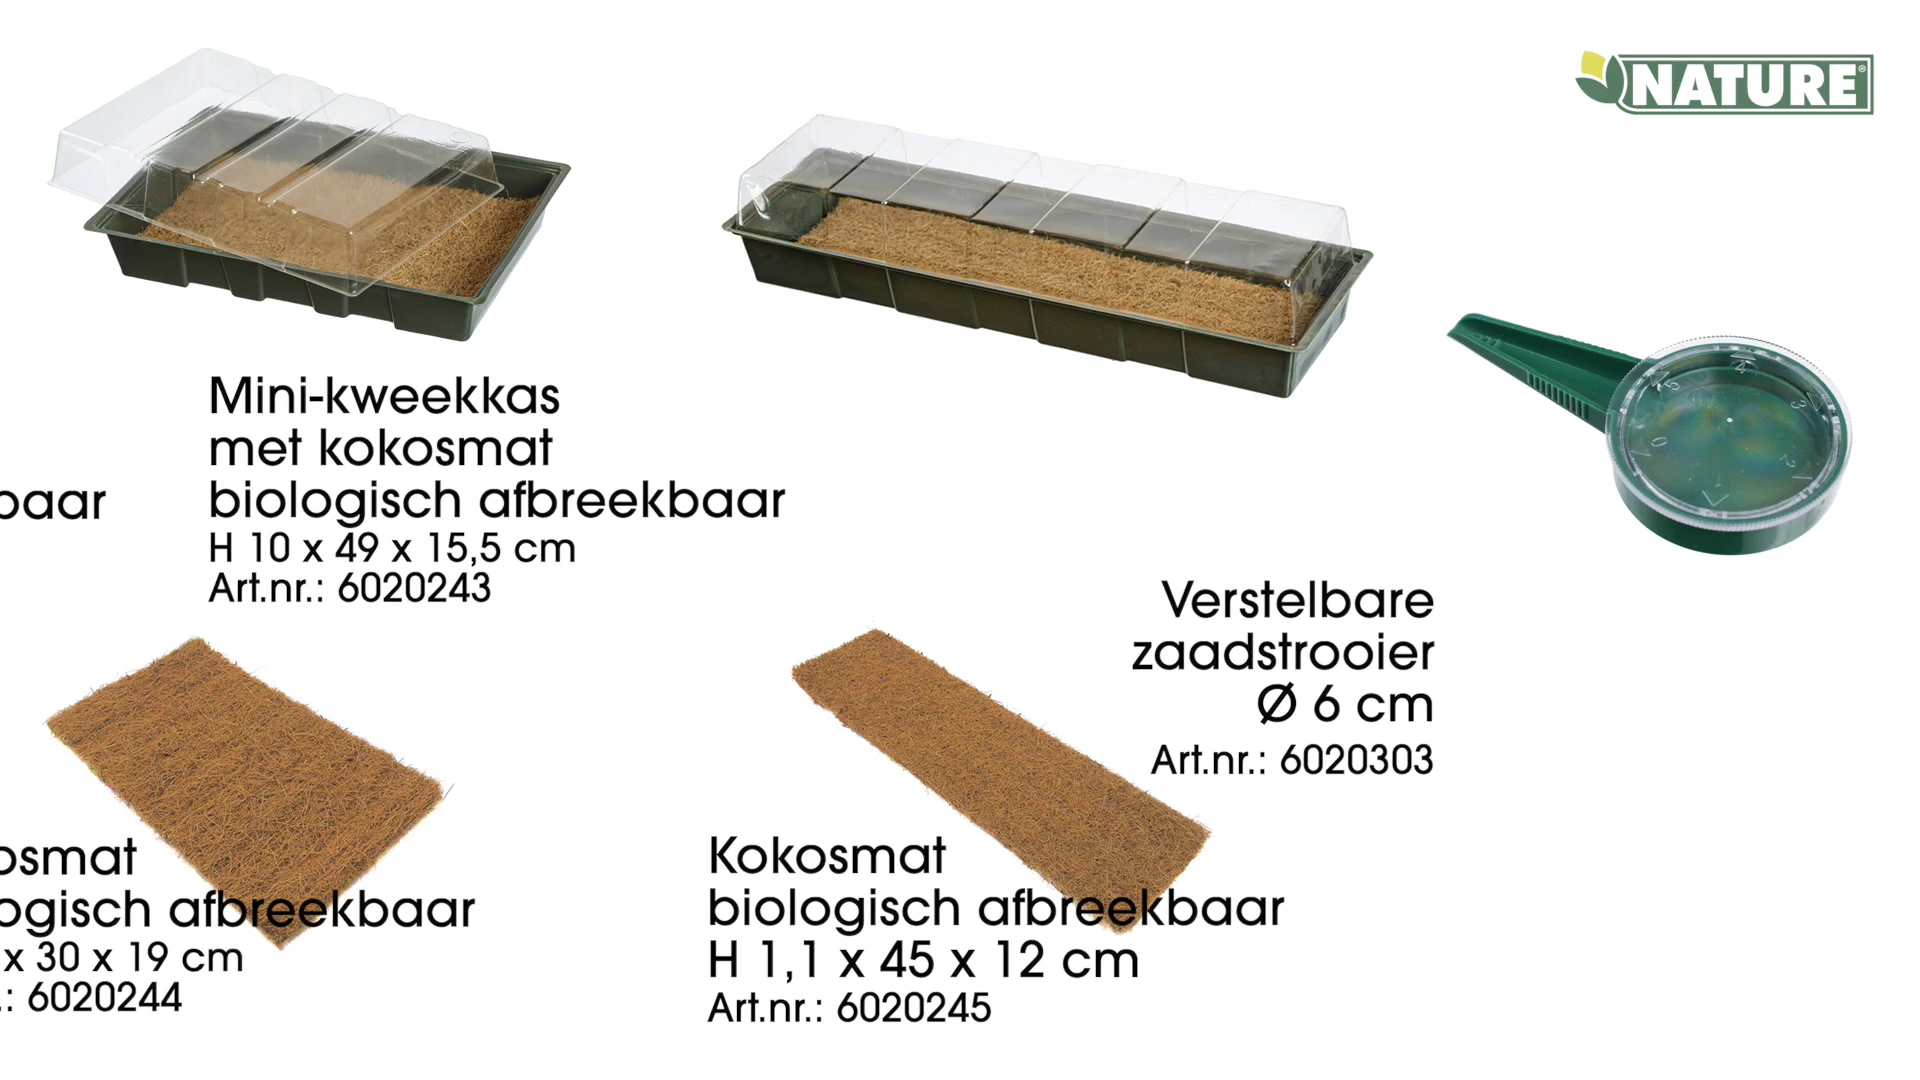 NATURE®
baar
Mini-kweekkas
met kokosmat
biologisch afbreekbaar
H 10 x 49 x 15,5 cm
Art.nr.: 6020243
Verstelbare
zaadstrooier
Ø 6 cm
Art.nr.: 6020303
osmat
ogisch afbreekbaar
x 30 x 19 cm
.: 6020244
Kokosmat
biologisch afbreekbaar
H 1,1 x 45 x 12 cm
Art.nr.: 6020245